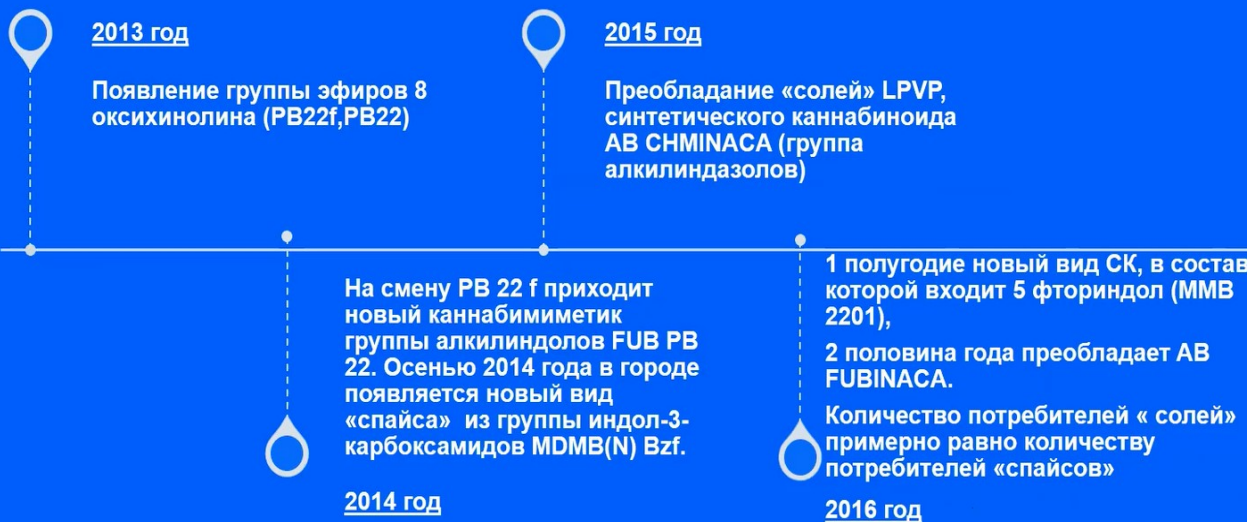 2013 год
Появление группы эфиров 8
оксихинолина (PB22f,PB22)
На смену PB 22 f приходит
новый каннабимиметик
группы алкилиндолов FUB PB
22. Осенью 2014 года в городе
появляется новый вид
«спайса»  из группы индол-3-
карбоксамидов MDMB(N) Bzf.
2014 год
2015 год
Преобладание «солей» LPVP,
синтетического каннабиноида
AB CHMINACA (группа
алкилиндазолов)
1 полугодие новый вид СК, в состав
которой входит 5 фториндол (MMB
2201),
2 половина года преобладает AB
FUBINACA.
Количество потребителей « солей»
примерно равно количеству
потребителей «спайсов»
2016 год